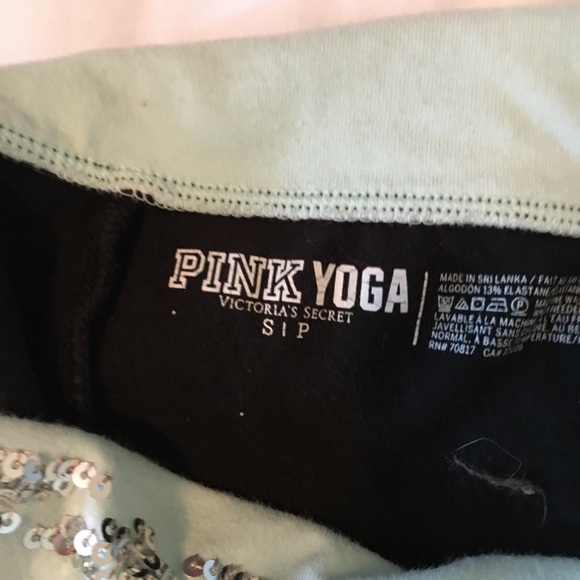 PINK YOGA
VICTORIA'S SECRET
S | P
MADE IN SRI LANKA /
ALGODON 13% ELASTANE
LAVABLE À LA MACHINE
JAVELLISANT SANS
NORMAL, À BASSE
RN# 70817 CA#